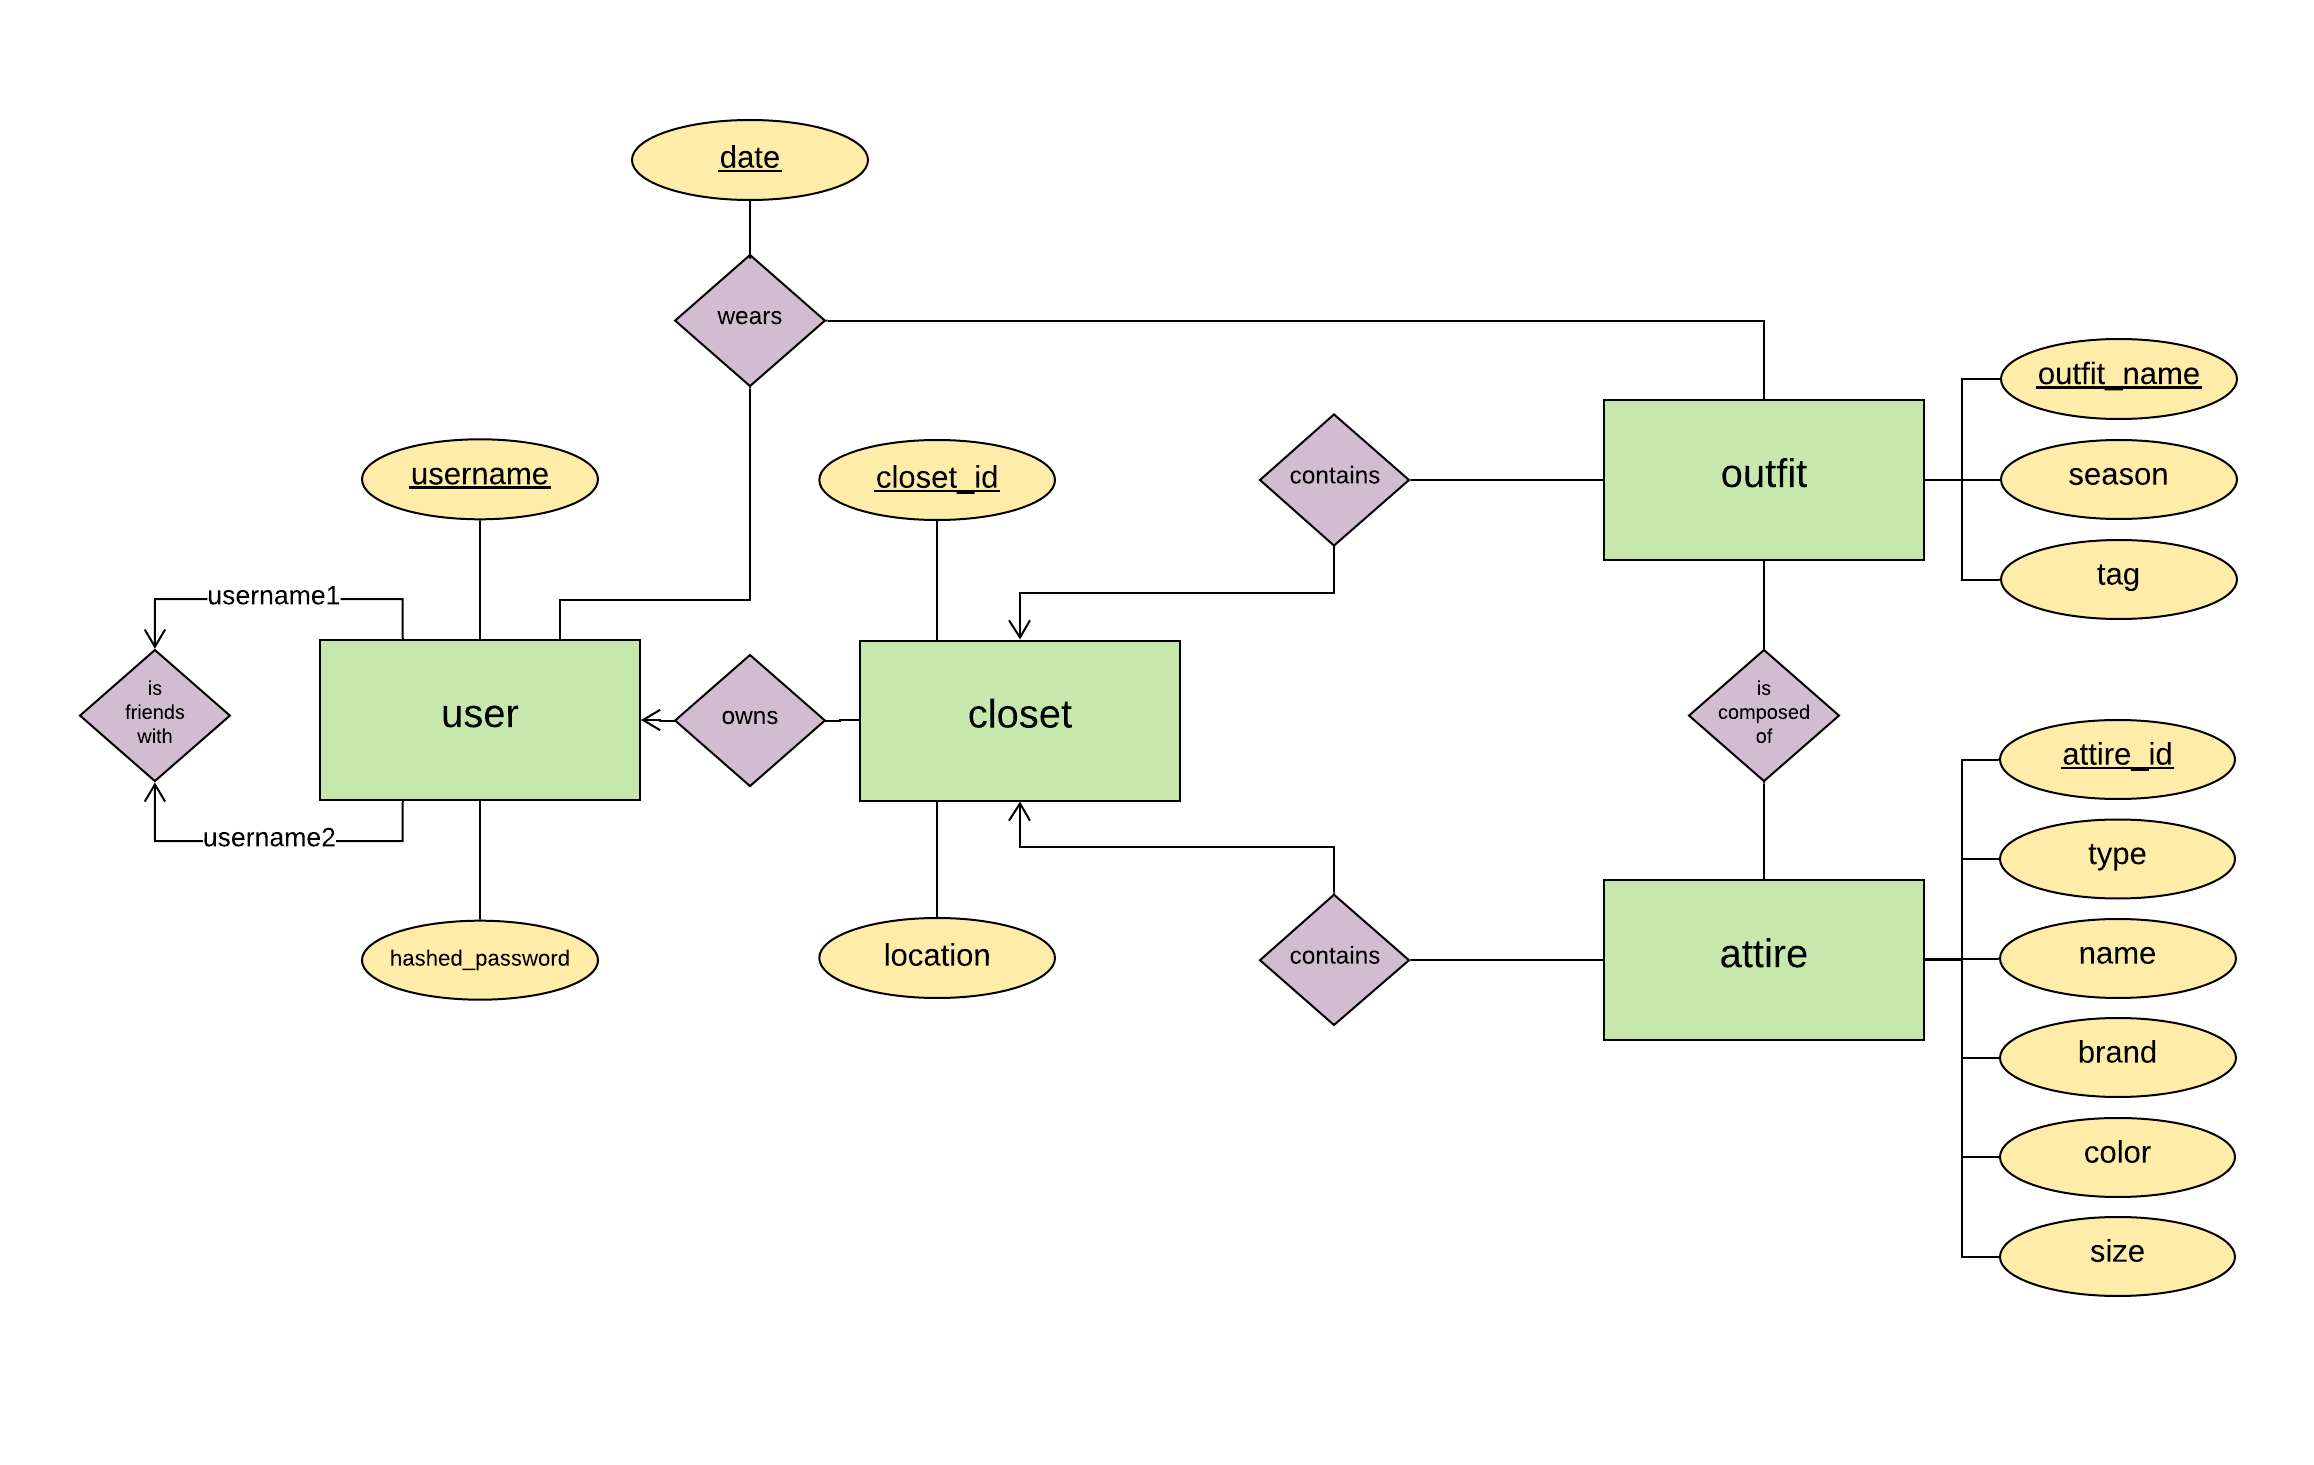 date
wears
outfit_name
username
closet_id
contains
outfit
season
tag
username1
is
friends
with
user
owns
closet
is
composed
of
attire_id
username2
type
hashed_password
location
contains
attire
name
brand
color
size